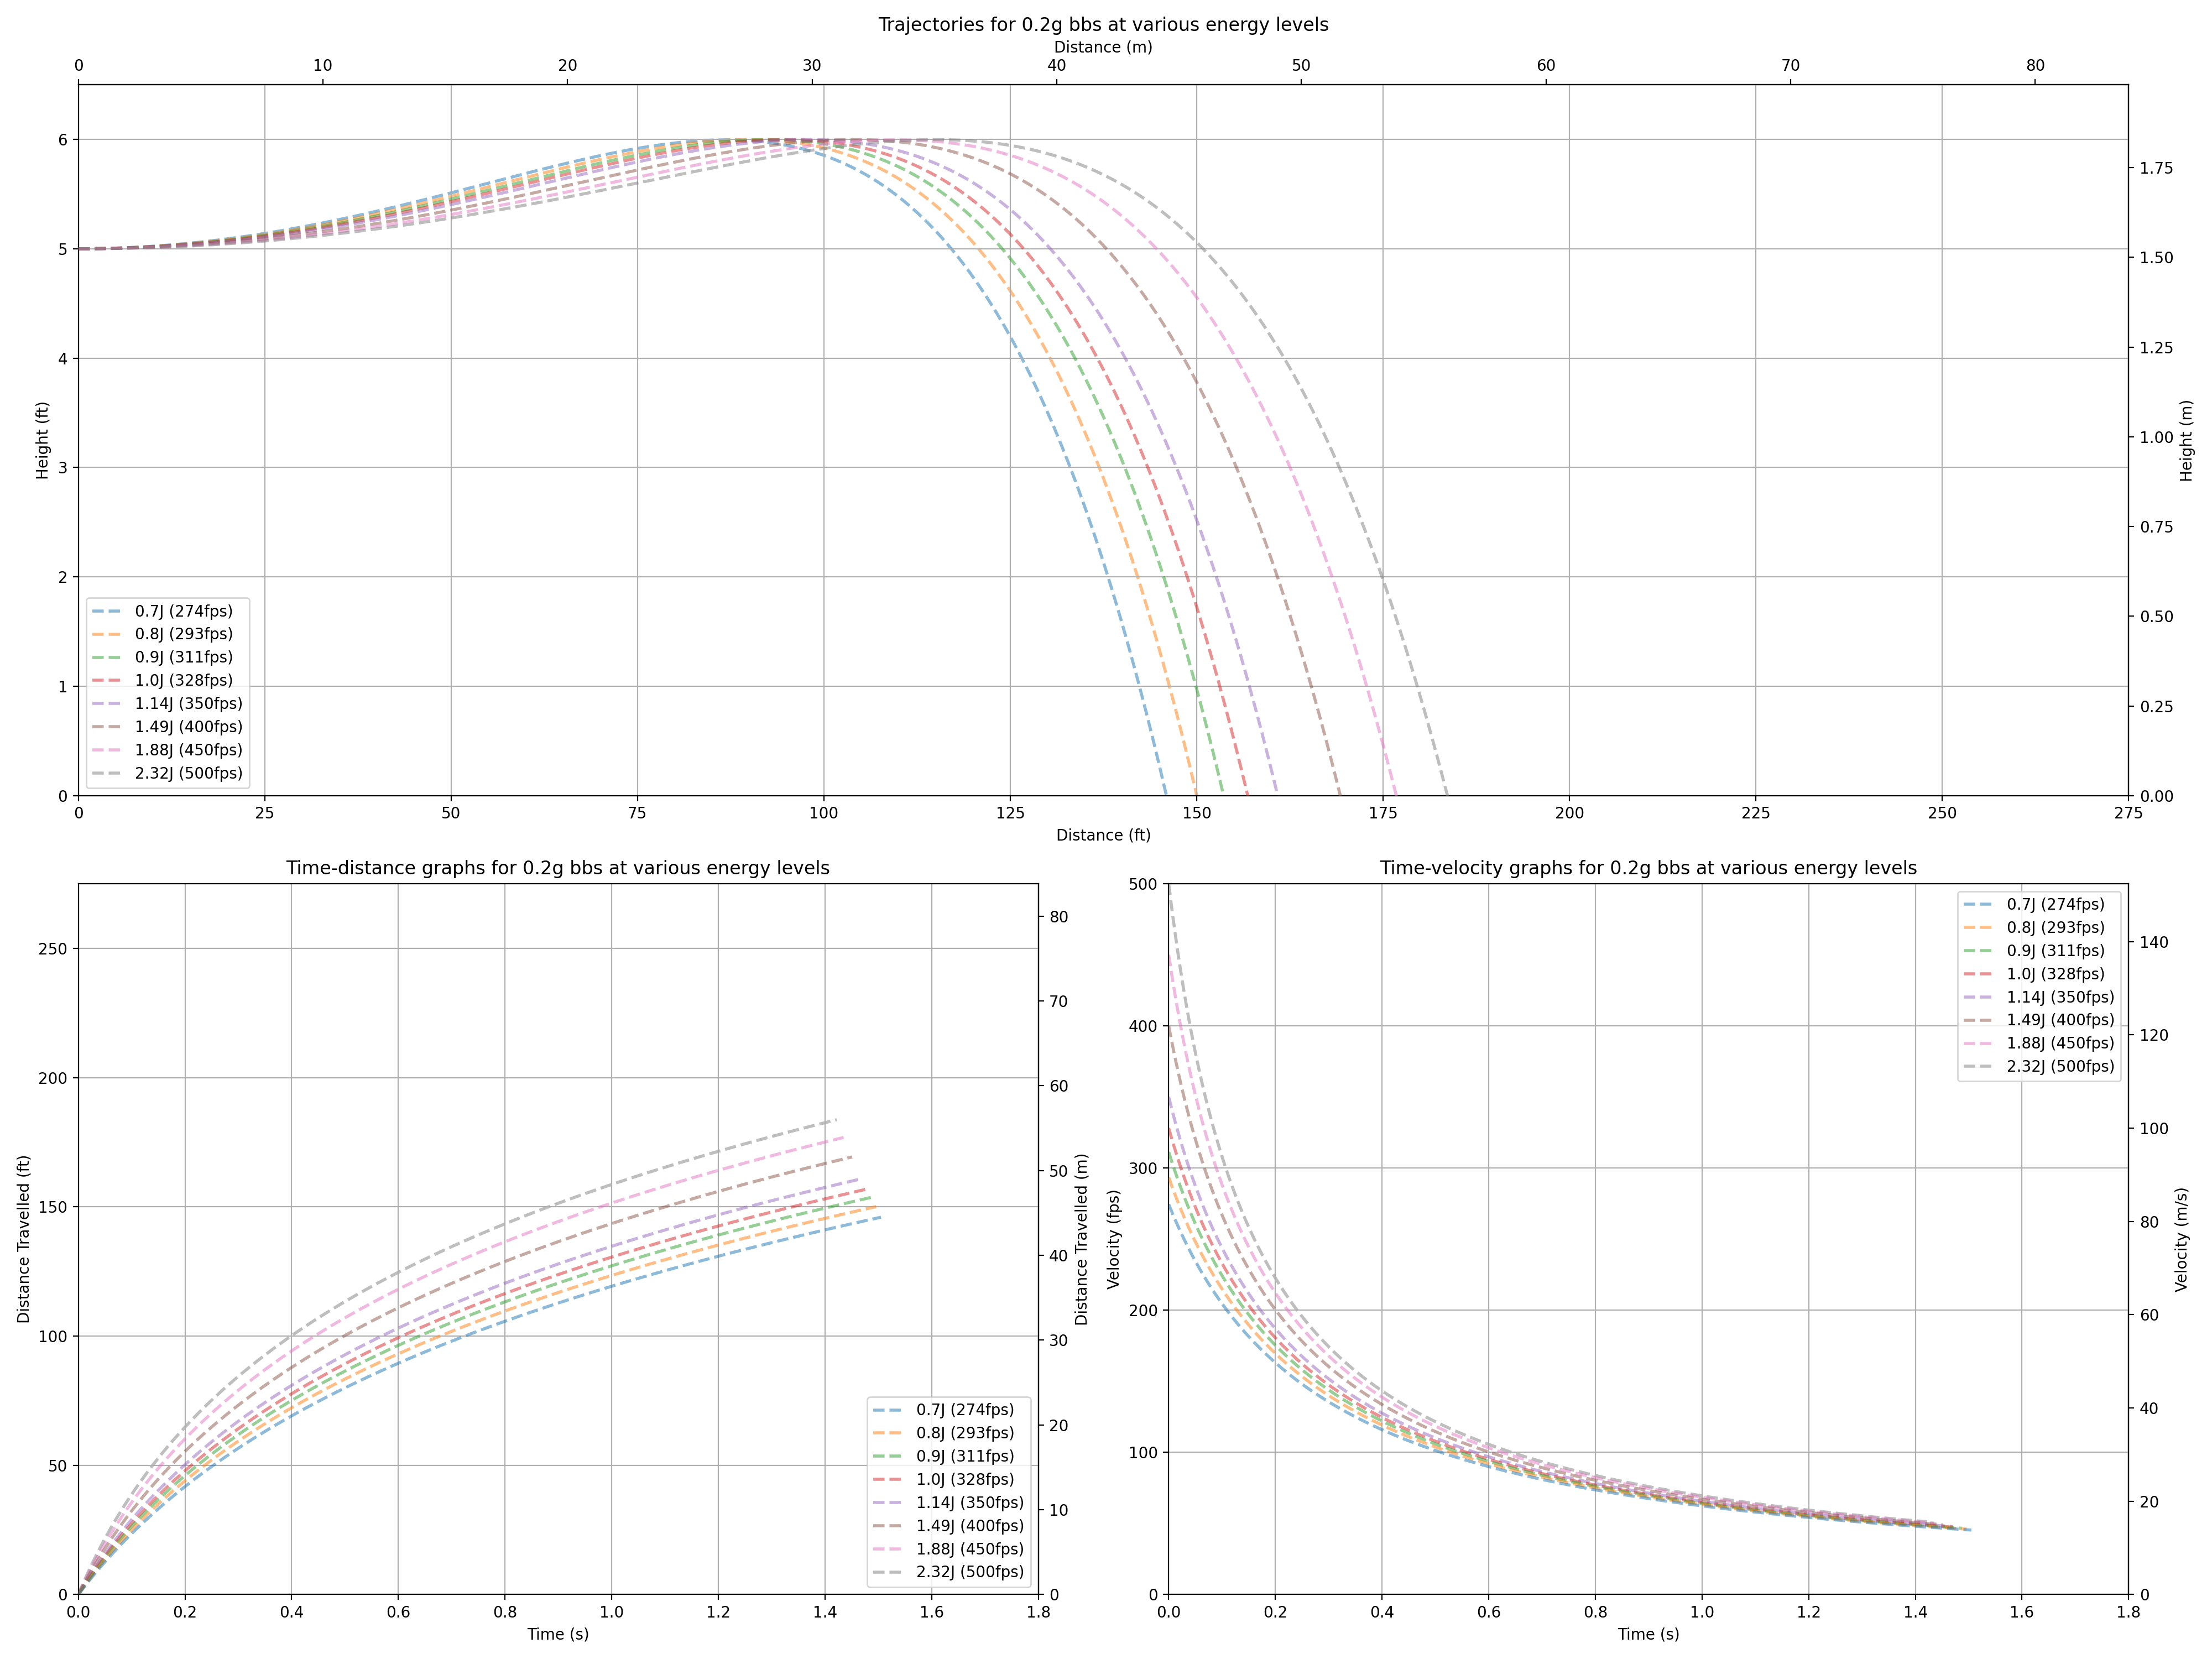 Trajectories for 0.2g bbs at various energy levels
Distance (m)
0 10 20 30 40 50 60 70 80
6
5
4
3
2
1
0
Height (ft)
1.75
1.50
1.25
1.00
0.75
0.50
0.25
0.00
Height (m)
0.7J (274fps)
0.8J (293fps)
0.9J (311fps)
1.0J (328fps)
1.14J (350fps)
1.49J (400fps)
1.88J (450fps)
2.32J (500fps)
0 25 50 75 100 125 150 175 200 225 250 275
Distance (ft)
Time-distance graphs for 0.2g bbs at various energy levels
250
200
150
100
50
0
Distance Travelled (ft)
80
70
60
50
40
30
20
10
0
Distance Travelled (m)
0.7J (274fps)
0.8J (293fps)
0.9J (311fps)
1.0J (328fps)
1.14J (350fps)
1.49J (400fps)
1.88J (450fps)
2.32J (500fps)
0.0 0.2 0.4 0.6 0.8 1.0 1.2 1.4 1.6 1.8
Time (s)
Time-velocity graphs for 0.2g bbs at various energy levels
500
400
300
200
100
0
Velocity (fps)
140
120
100
80
60
40
20
0
Velocity (m/s)
0.7J (274fps)
0.8J (293fps)
0.9J (311fps)
1.0J (328fps)
1.14J (350fps)
1.49J (400fps)
1.88J (450fps)
2.32J (500fps)
0.0 0.2 0.4 0.6 0.8 1.0 1.2 1.4 1.6 1.8
Time (s)